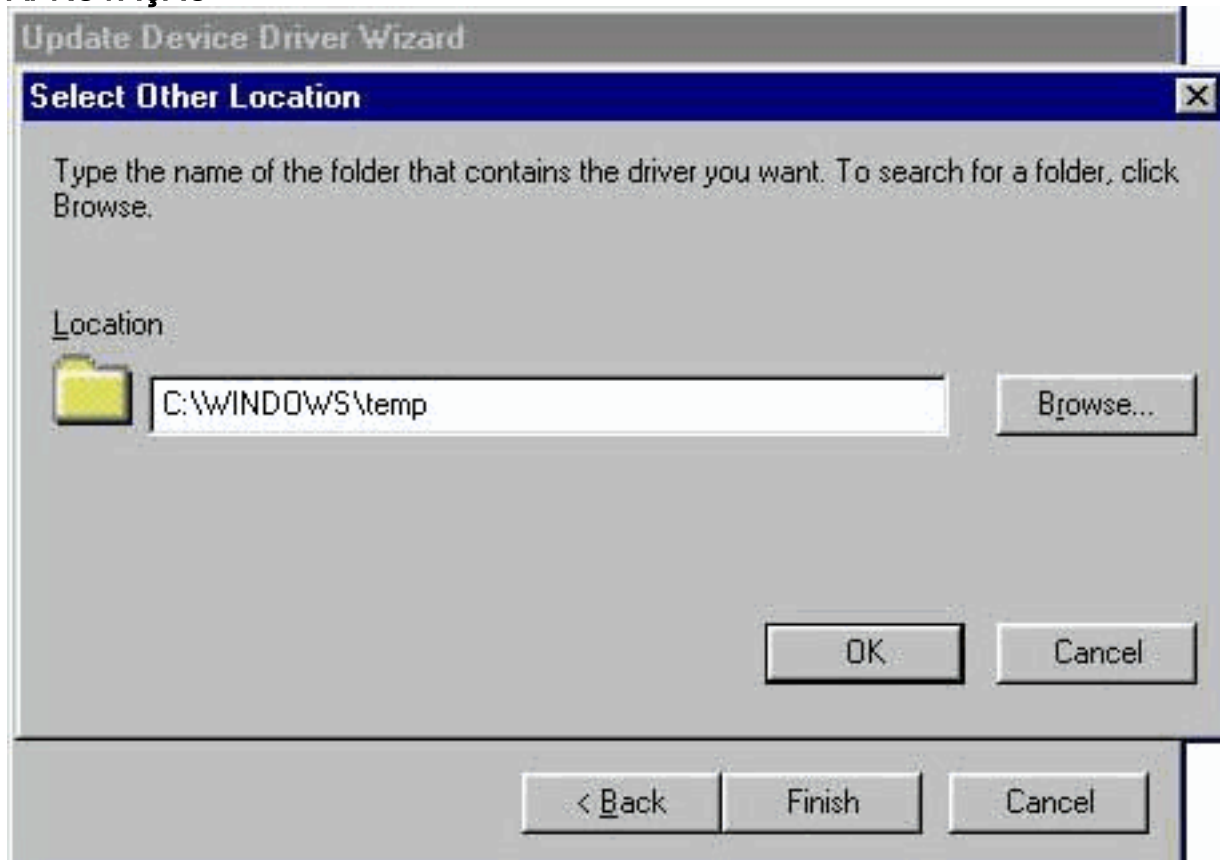 Update Device Driver Wizard
Select Other Location
Type the name of the folder that contains the driver you want. To search for a folder, click
Browse.
Location
C:\WINDOWS\temp
Browse...
OK
Cancel
< Back
Finish
Cancel